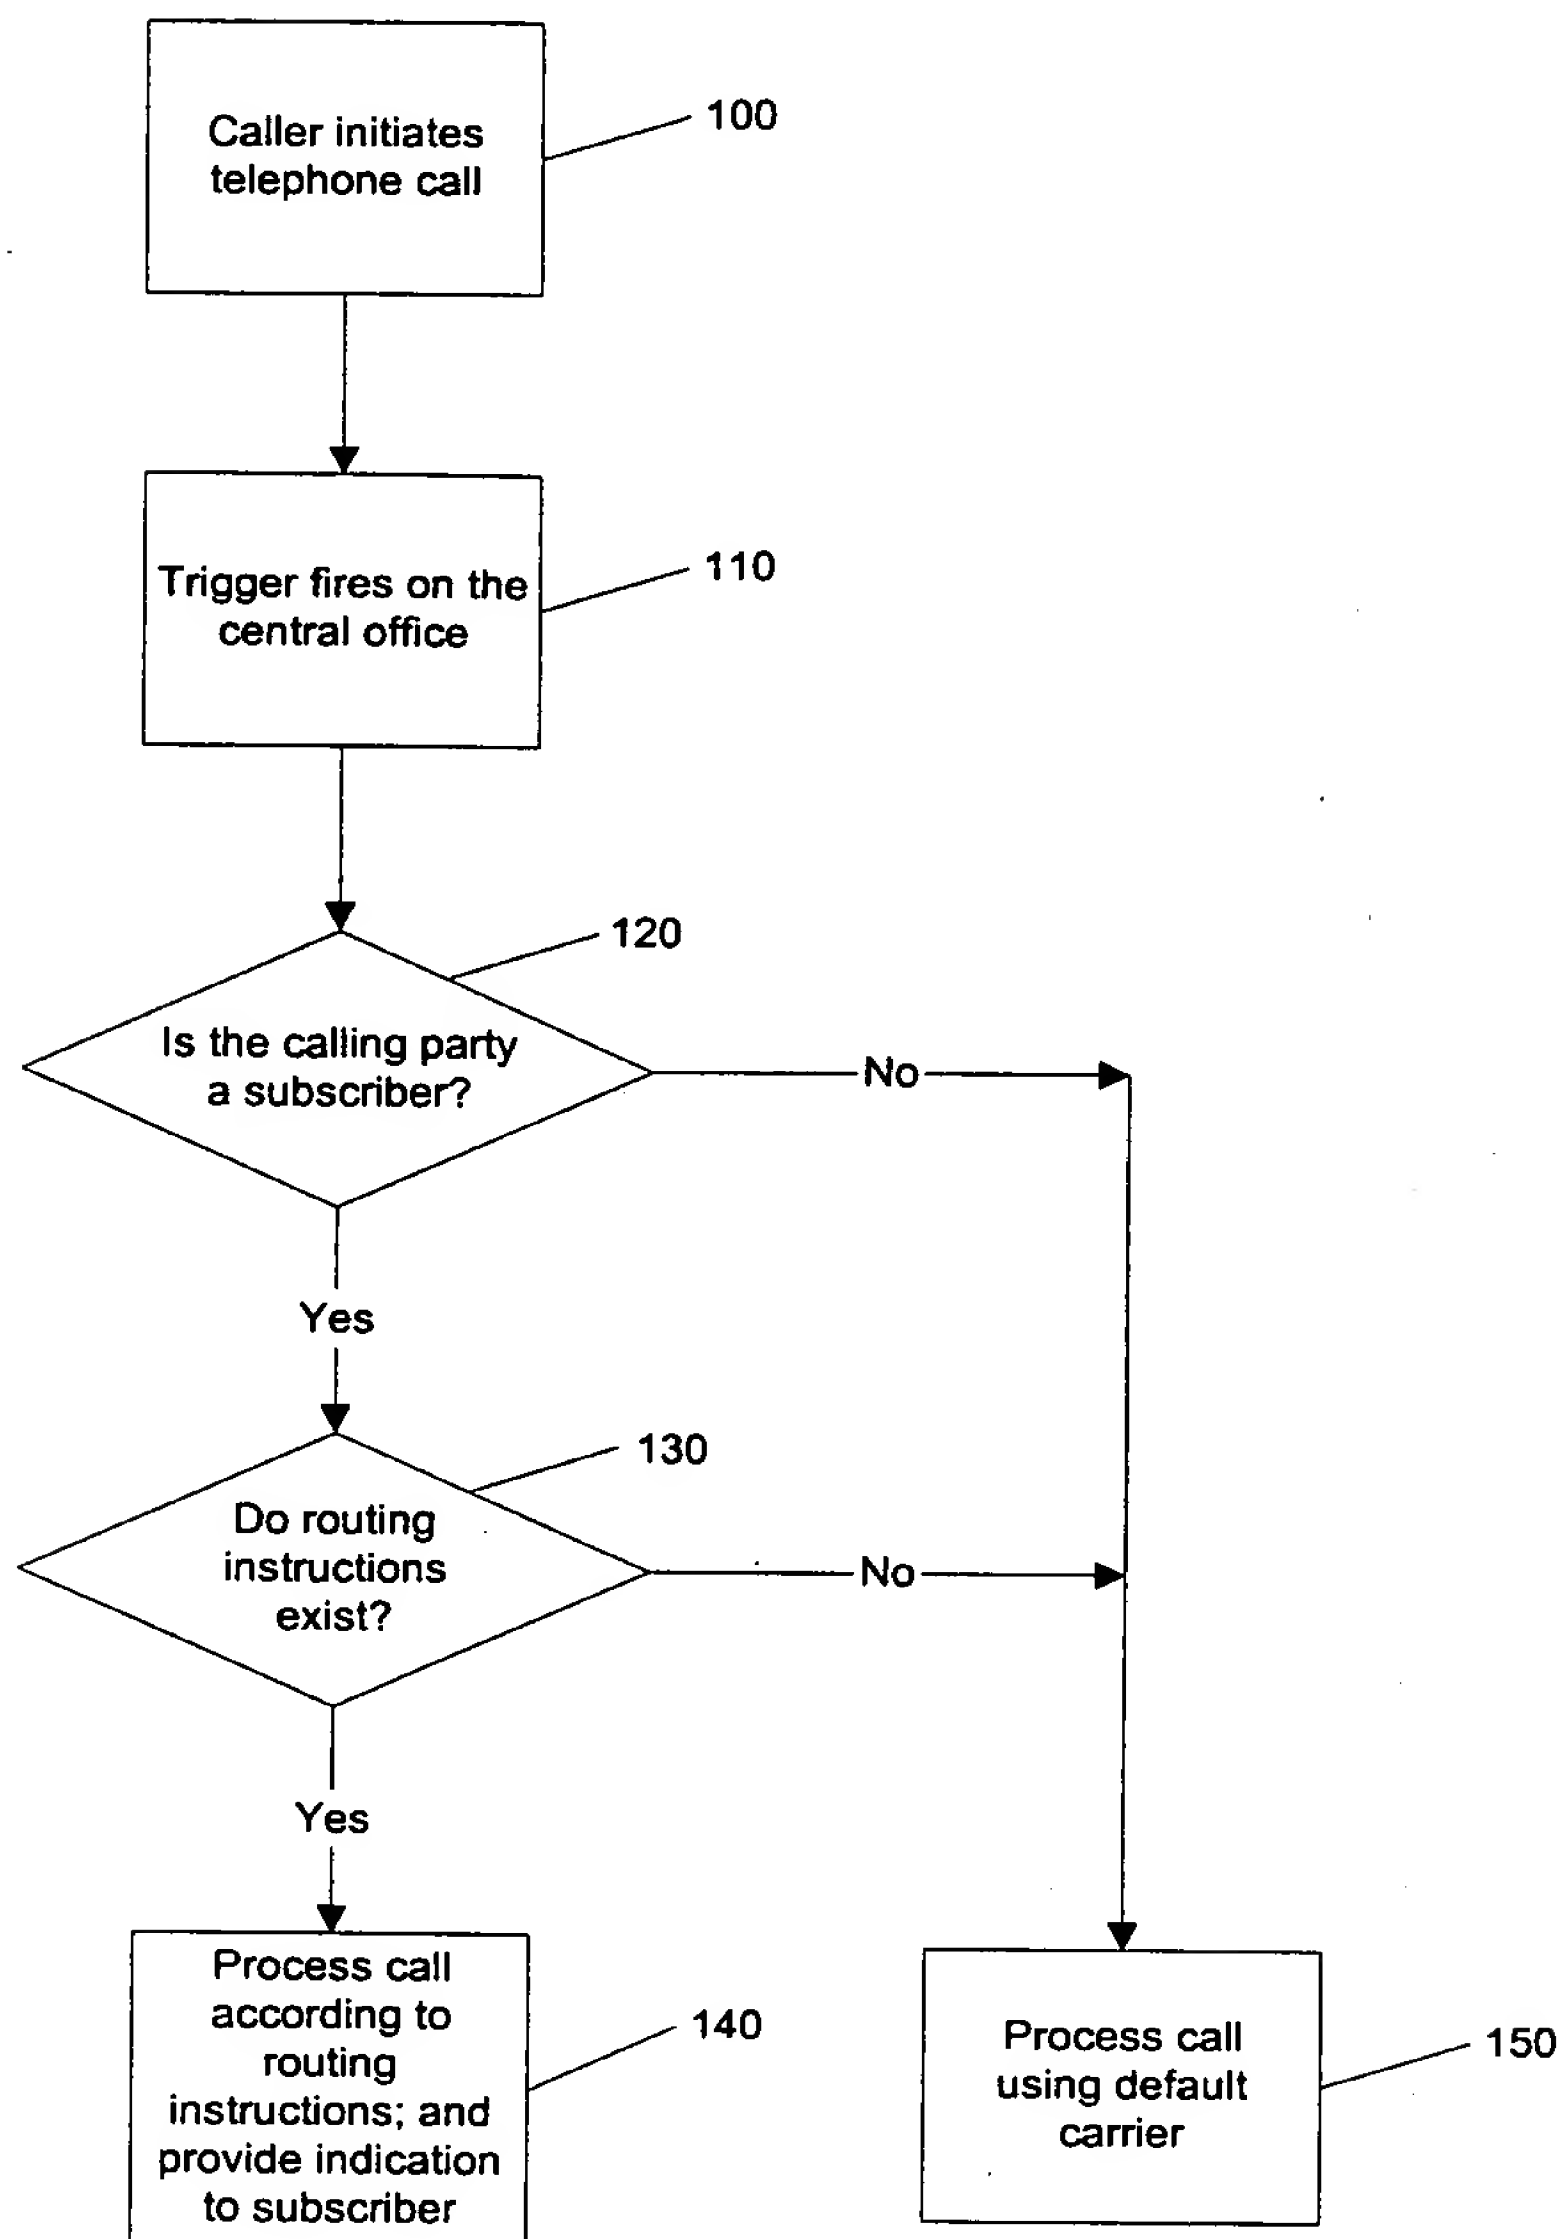 Caller initiates
telephone call
100
Trigger fires on the
central office
110
120
Is the calling party
a subscriber?
No
Yes
130
Do routing
instructions
exist?
No
Yes
Process call
according to
routing
instructions; and
provide indication
to subscriber
140
Process call
using default
carrier
150